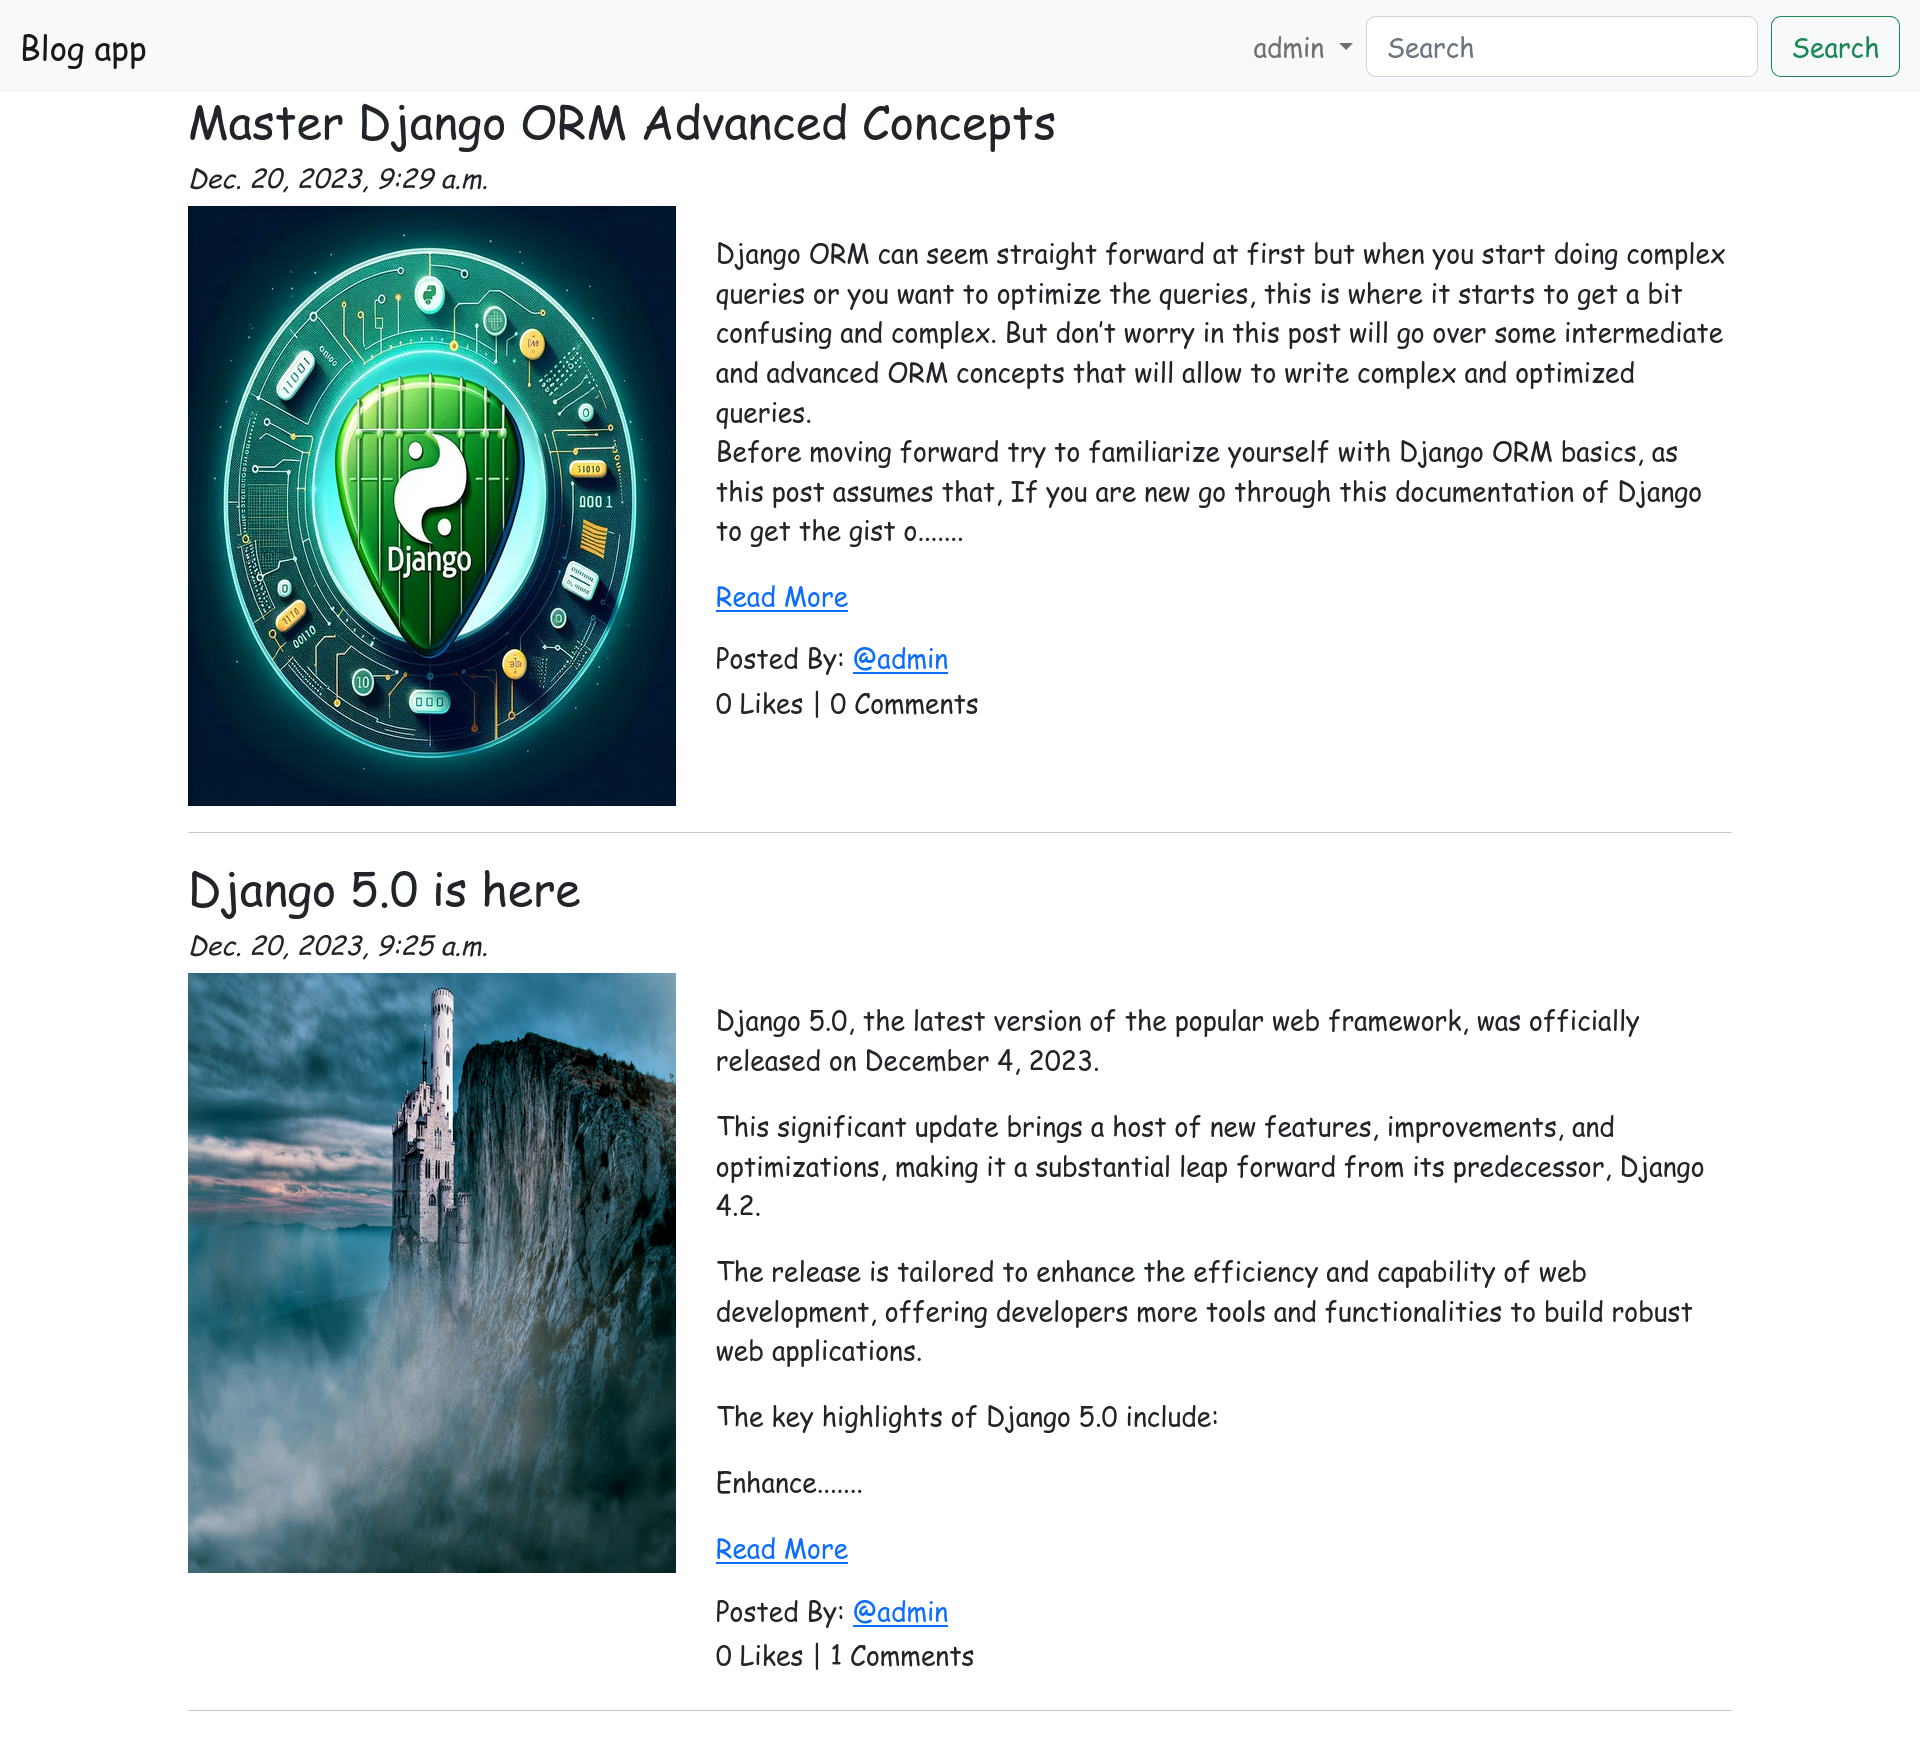 Blog app
admin
Search
Search
Master Django ORM Advanced Concepts
Dec. 20, 2023, 9:29 a.m.
11001
31010
0001
Django
00110
10
Django ORM can seem straight forward at first but when you start doing complex
queries or you want to optimize the queries, this is where it starts to get a bit
confusing and complex. But don't worry in this post will go over some intermediate
and advanced ORM concepts that will allow to write complex and optimized
queries.
Before moving forward try to familiarize yourself with Django ORM basics, as
this post assumes that, If you are new go through this documentation of Django
to get the gist o.......
Read More
Posted By: @admin
0 Likes | 0 Comments
Django 5.0 is here
Dec. 20, 2023, 9:25 a.m.
Django 5.0, the latest version of the popular web framework, was officially
released on December 4, 2023.
This significant update brings a host of new features, improvements, and
optimizations, making it a substantial leap forward from its predecessor, Django
4.2.
The release is tailored to enhance the efficiency and capability of web
development, offering developers more tools and functionalities to build robust
web applications.
The key highlights of Django 5.0 include:
Enhance.......
Read More
Posted By: @admin
0 Likes | 1 Comments